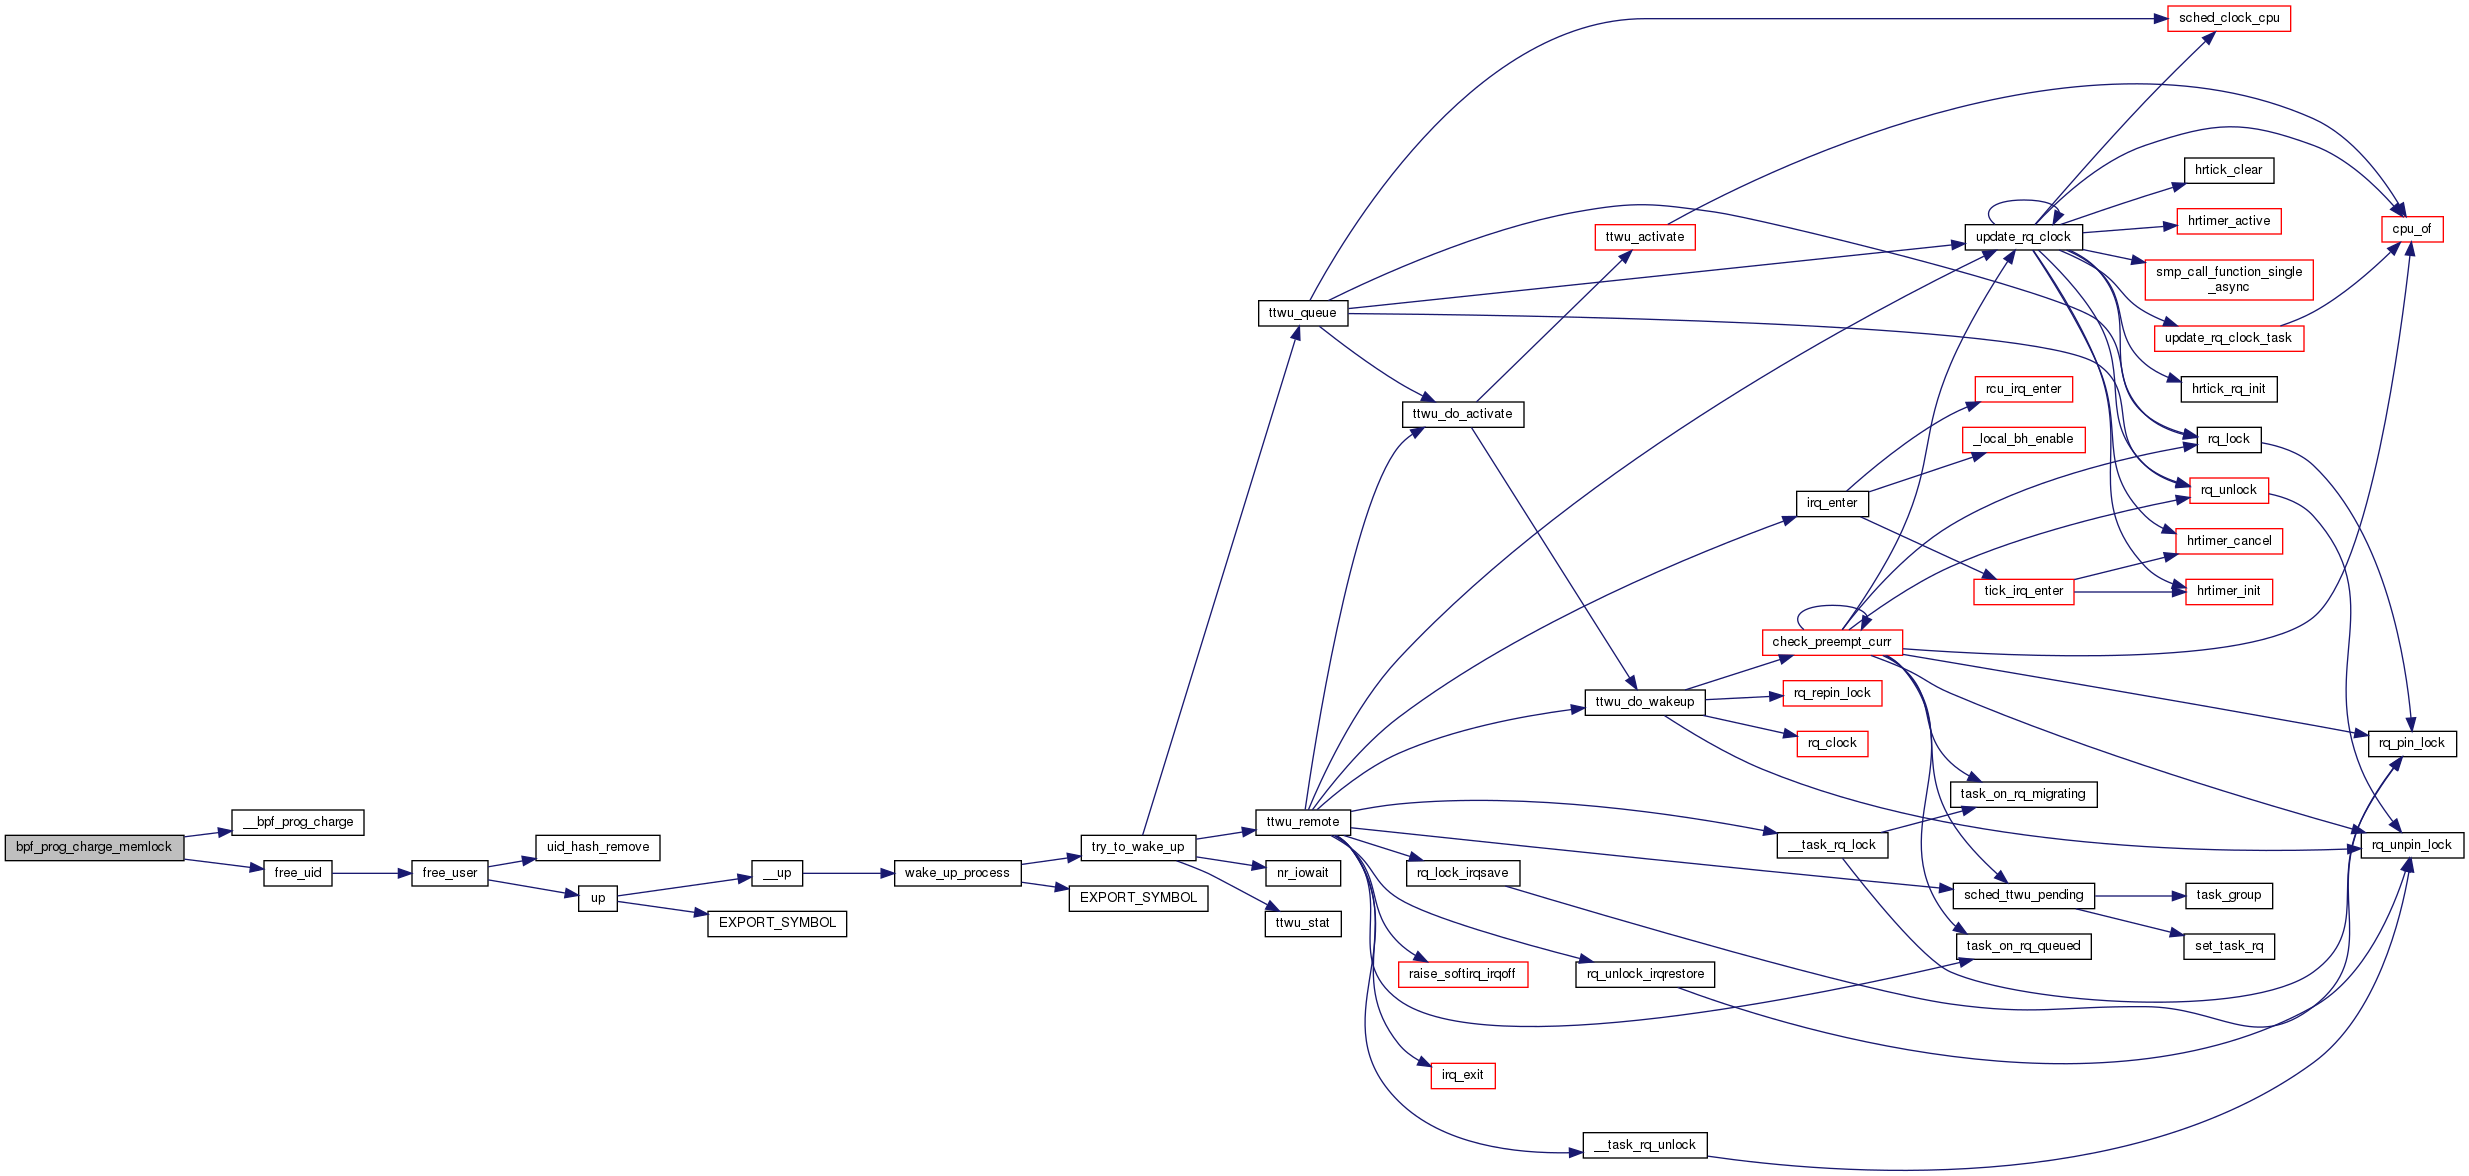 sched_clock_cpu
hrtick_clear
ttwu_activate
update_rq_clock
hrtimer_active
cpu_of
smp_call_function_single
_async
ttwu_queue
update_rq_clock_task
rcu_irq_enter
hrtick_rq_init
ttwu_do_activate
_local_bh_enable
rq_lock
irq_enter
rq_unlock
hrtimer_cancel
tick_irq_enter
hrtimer_init
check_preempt_curr
rq_repin_lock
ttwu_do_wakeup
rq_clock
rq_pin_lock
task_on_rq_migrating
__bpf_prog_charge
ttwu_remote
bpf_prog_charge_memlock
uid_hash_remove
try_to_wake_up
__task_rq_lock
rq_unpin_lock
free_uid
free_user
__up
wake_up_process
nr_iowait
rq_lock_irqsave
up
EXPORT_SYMBOL
sched_ttwu_pending
task_group
EXPORT_SYMBOL
ttwu_stat
task_on_rq_queued
set_task_rq
raise_softirq_irqoff
rq_unlock_irqrestore
irq_exit
__task_rq_unlock